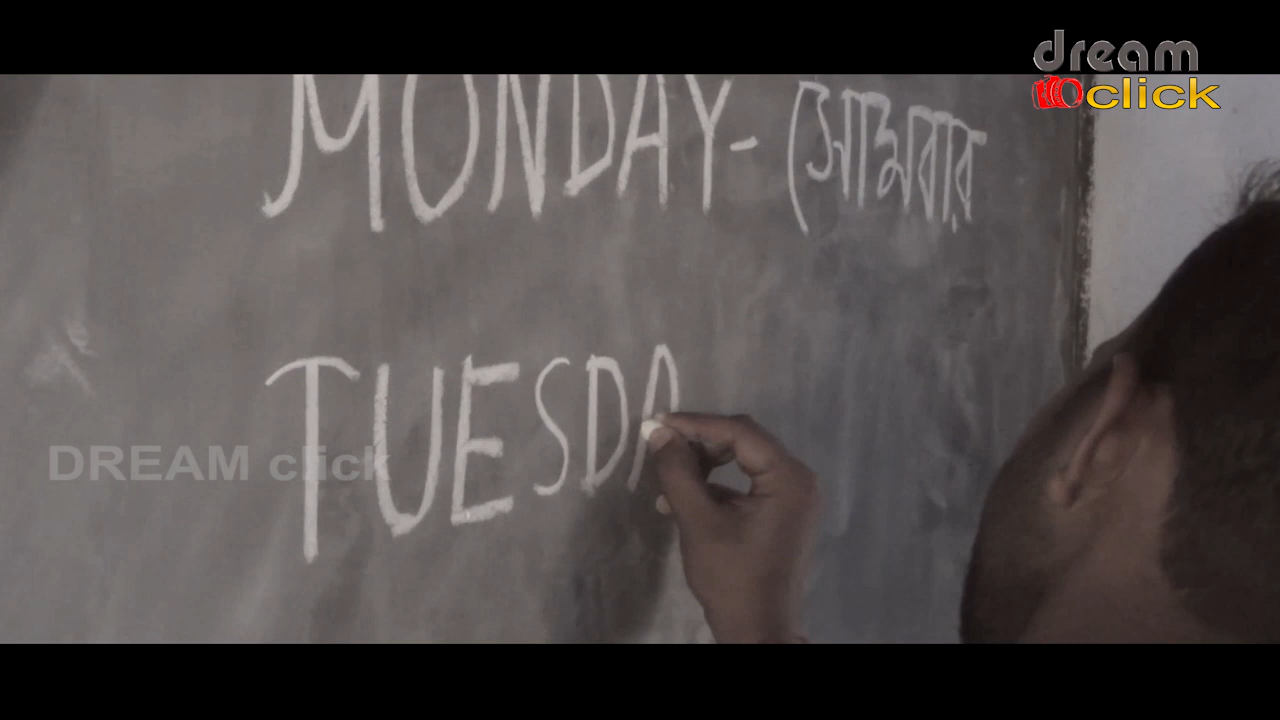 dream
click
MONDAY- সোমবার
TUESDA
DREAM click